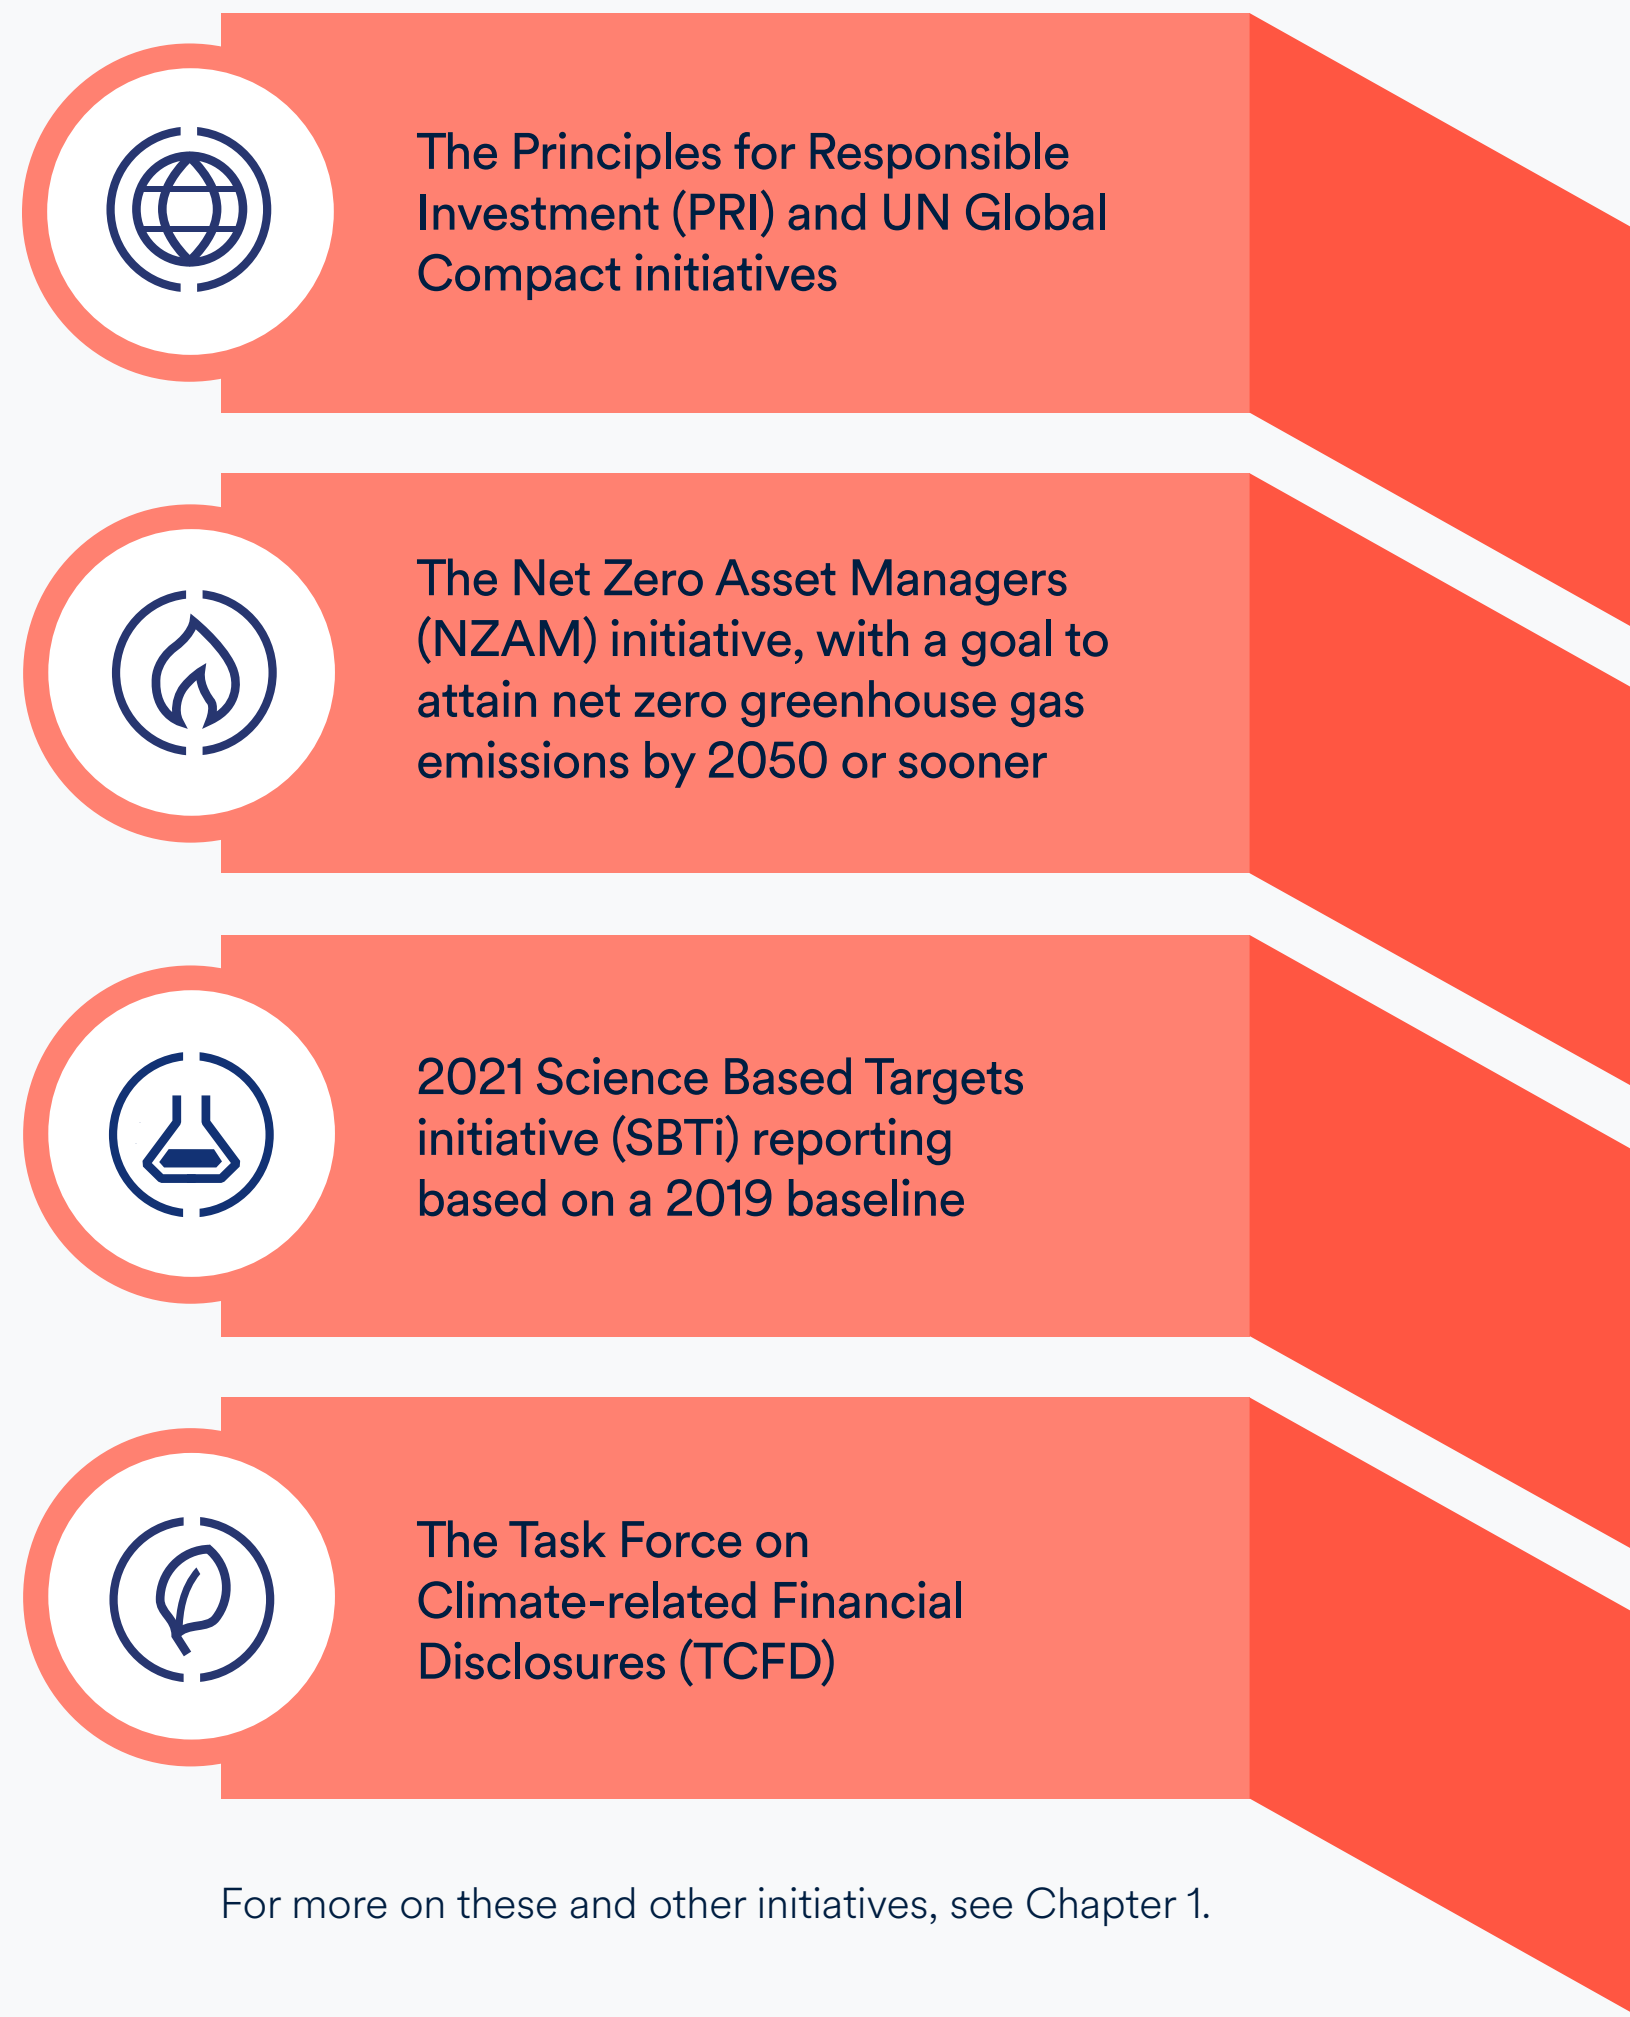 The Principles for Responsible
Investment (PRI) and UN Global
Compact initiatives
The Net Zero Asset Managers
(NZAM) initiative, with a goal to
attain net zero greenhouse gas
emissions by 2050 or sooner
2021 Science Based Targets
initiative (SBTi) reporting
based on a 2019 baseline
The Task Force on
Climate-related Financial
Disclosures (TCFD)
For more on these and other initiatives, see Chapter 1.